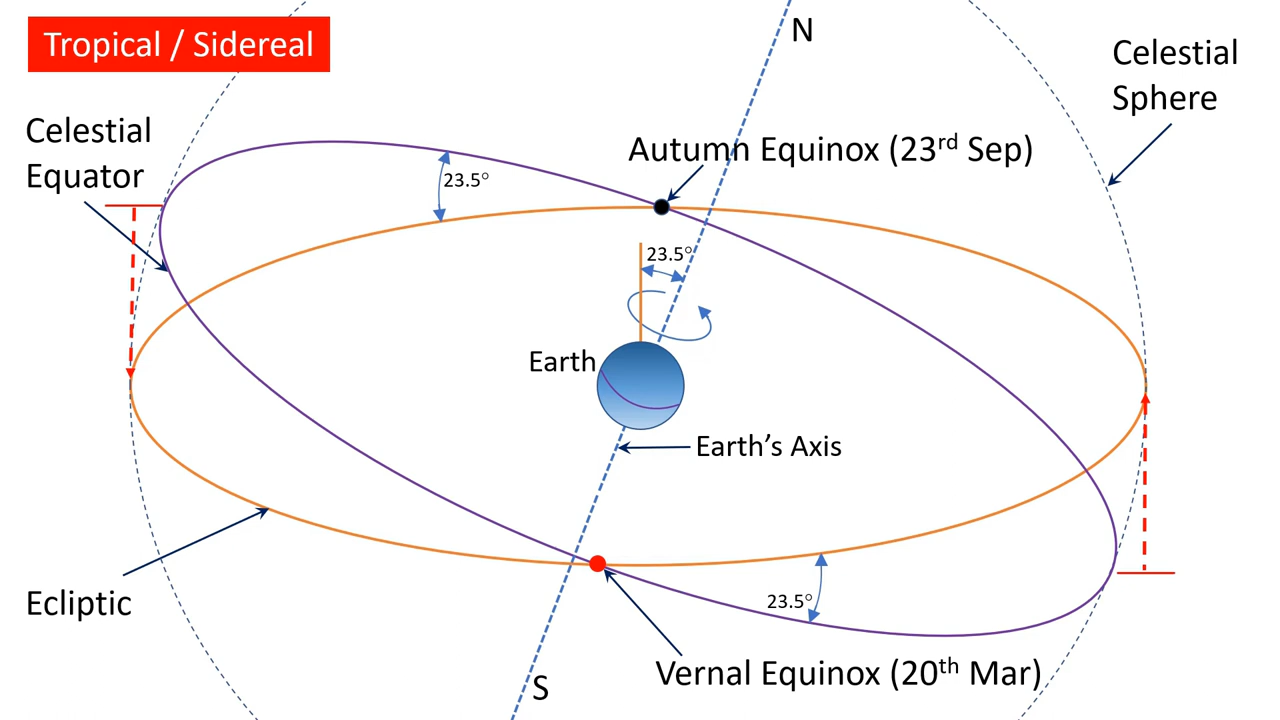 Tropical / Sidereal
N
Celestial
Sphere
Celestial
Equator
Autumn Equinox (23rd Sep)
23.5°
23.5°
Earth
Earth's Axis
Ecliptic
23.5°
Vernal Equinox (20th Mar)
S